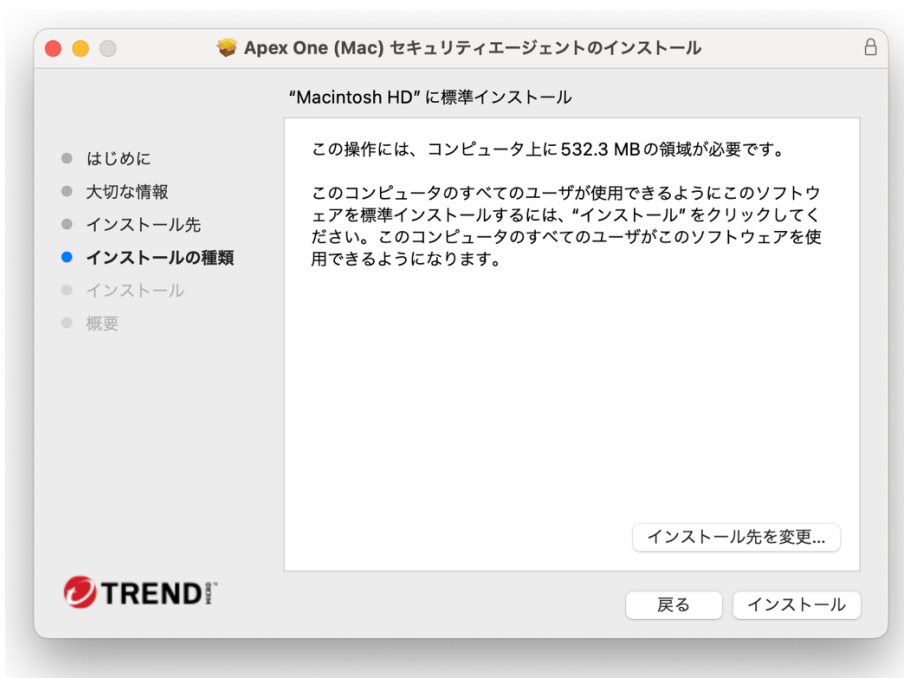 Apex One (Mac) セキュリティエージェントのインストール
“Macintosh HD” に標準インストール
はじめに
大切な情報
インストール先
インストールの種類
インストール
概要
この操作には、コンピュータ上に 532.3 MB の領域が必要です。
このコンピュータのすべてのユーザが使用できるようにこのソフトウ
ェアを標準インストールするには、“インストール” をクリックしてく
ださい。このコンピュータのすべてのユーザがこのソフトウェアを使
用できるようになります。
インストール先を変更...
TREND MICRO™
戻る
インストール